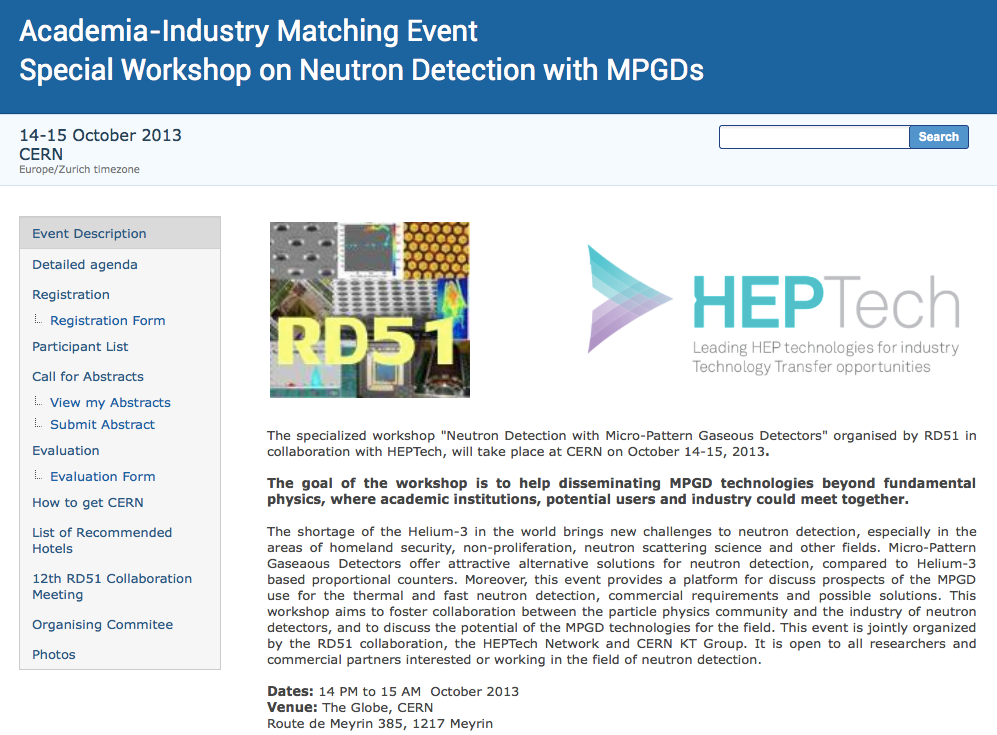 Academia-Industry Matching Event
Special Workshop on Neutron Detection with MPGDs
14-15 October 2013
CERN
Europe/Zurich timezone
Search
Event Description
Detailed agenda
Registration
Registration Form
Participant List
Call for Abstracts
View my Abstracts
Submit Abstract
Evaluation
Evaluation Form
How to get CERN
List of Recommended
Hotels
12th RD51 Collaboration
Meeting
Organising Commitee
Photos
RD51
HEPTech
Leading HEP technologies for industry
Technology Transfer opportunities
The specialized workshop "Neutron Detection with Micro-Pattern Gaseous Detectors" organised by RD51 in
collaboration with HEPTech, will take place at CERN on October 14-15, 2013.
The goal of the workshop is to help disseminating MPGD technologies beyond fundamental
physics, where academic institutions, potential users and industry could meet together.
The shortage of the Helium-3 in the world brings new challenges to neutron detection, especially in the
areas of homeland security, non-proliferation, neutron scattering science and other fields. Micro-Pattern
Gaseaous Detectors offer attractive alternative solutions for neutron detection, compared to Helium-3
based proportional counters. Moreover, this event provides a platform for discuss prospects of the MPGD
use for the thermal and fast neutron detection, commercial requirements and possible solutions. This
workshop aims to foster collaboration between the particle physics community and the industry of neutron
detectors, and to discuss the potential of the MPGD technologies for the field. This event is jointly organized
by the RD51 collaboration, the HEPTech Network and CERN KT Group. It is open to all researchers and
commercial partners interested or working in the field of neutron detection.
Dates: 14 PM to 15 AM October 2013
Venue: The Globe, CERN
Route de Meyrin 385, 1217 Meyrin